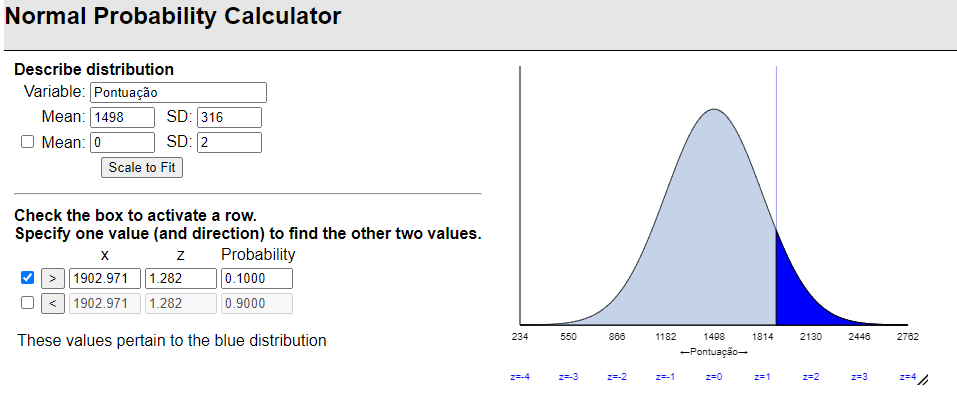 Normal Probability Calculator
Describe distribution
Variable: Pontuação
Mean: 1498 SD: 316
Mean: 0 SD: 2
Scale to Fit
Check the box to activate a row.
Specify one value (and direction) to find the other two values.
x z Probability
> 1902.971 1.282 0.1000
< 1902.971 1.282 0.9000
These values pertain to the blue distribution
234 550 866 1182 1498 1814 2130 2446 2762
←Pontuação→
z=-4 z=-3 z=-2 z=-1 z=0 z=1 z=2 z=3 z=4